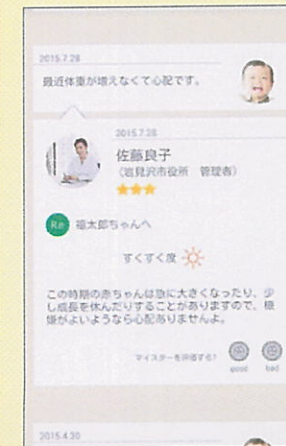 2015.7.28
最近体重が増えなくて心配です。
2015.7.28
佐藤良子
(岩見沢市役所 管理者)
Re 福太郎ちゃんへ
すくすく度
この時期の赤ちゃんは急に大きくなったり、少
し成長を休んだりすることがありますので、機
嫌がよいようなら心配ありませんよ。
マイスターを評価する?
good bad
2015.4.30